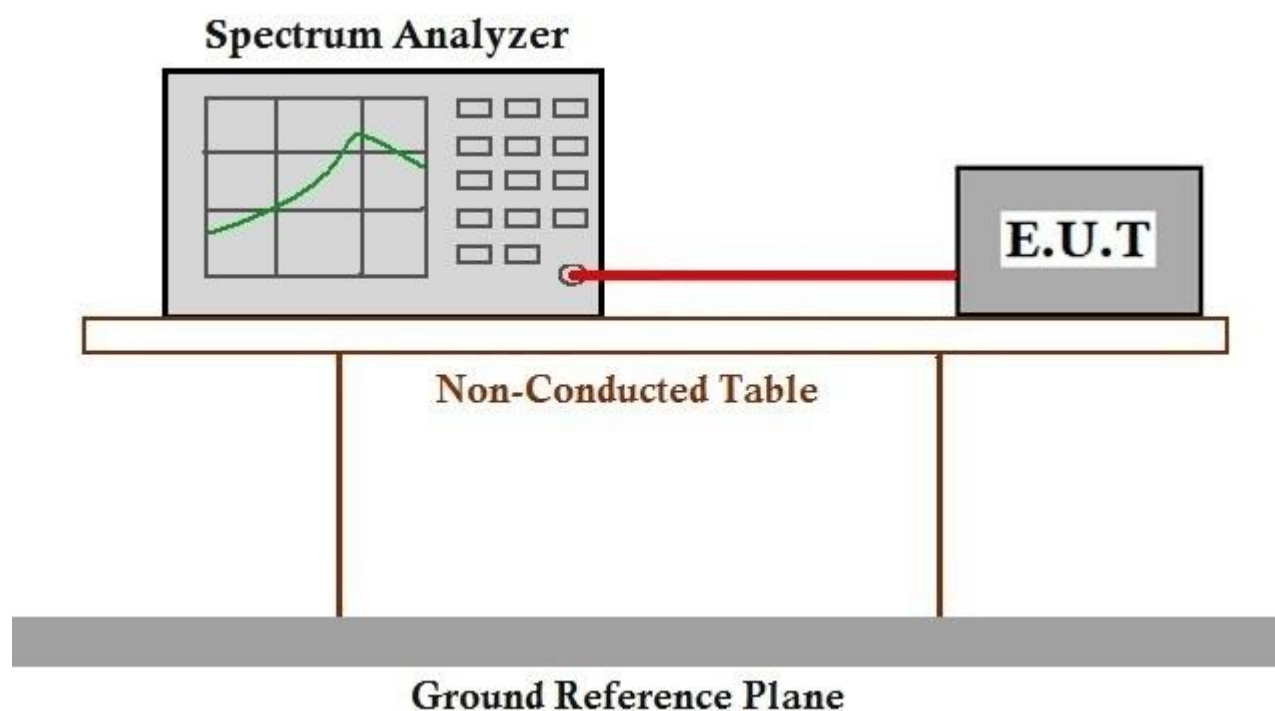 Spectrum Analyzer
E.U.T
Non-Conducted Table
Ground Reference Plane